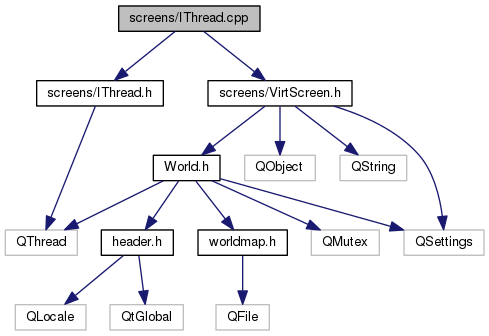 screens/IThread.cpp
screens/IThread.h
screens/VirtScreen.h
World.h
QObject
QString
QThread
header.h
worldmap.h
QMutex
QSettings
QLocale
QtGlobal
QFile